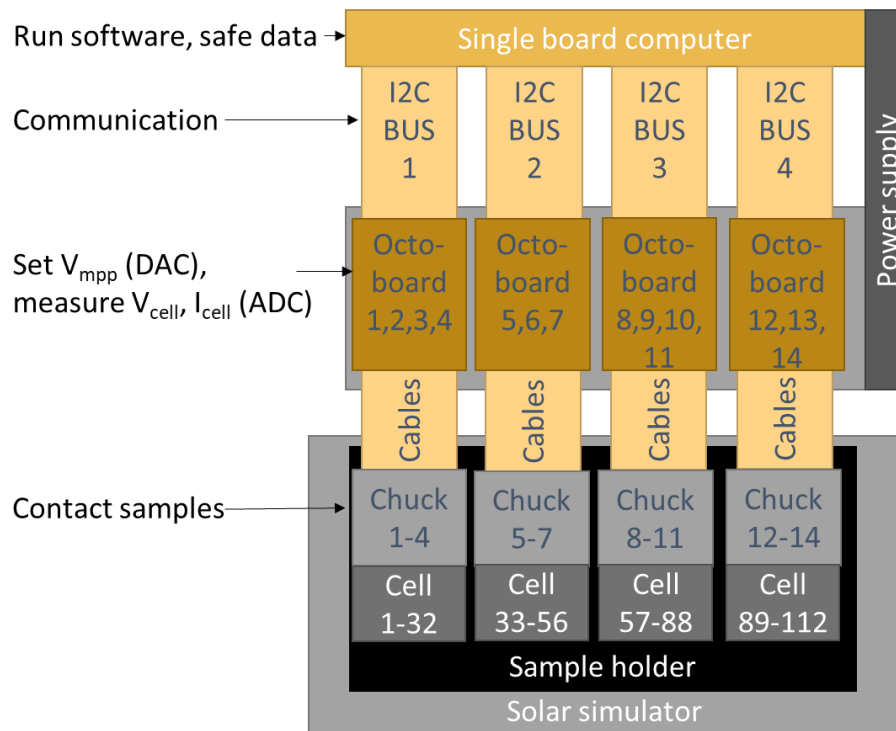 Run software, safe data
Single board computer
Power supply
Communication
I2C
BUS
1
I2C
BUS
2
I2C
BUS
3
I2C
BUS
4
Set Vmpp (DAC),
measure Vcell, Icell (ADC)
Octo-
board
1,2,3,4
Octo-
board
5,6,7
Octo-
board
8,9,10,
11
Octo-
board
12,13,
14
Cables
Cables
Cables
Cables
Contact samples
Chuck
1-4
Chuck
5-7
Chuck
8-11
Chuck
12-14
Cell
1-32
Cell
33-56
Cell
57-88
Cell
89-112
Sample holder
Solar simulator